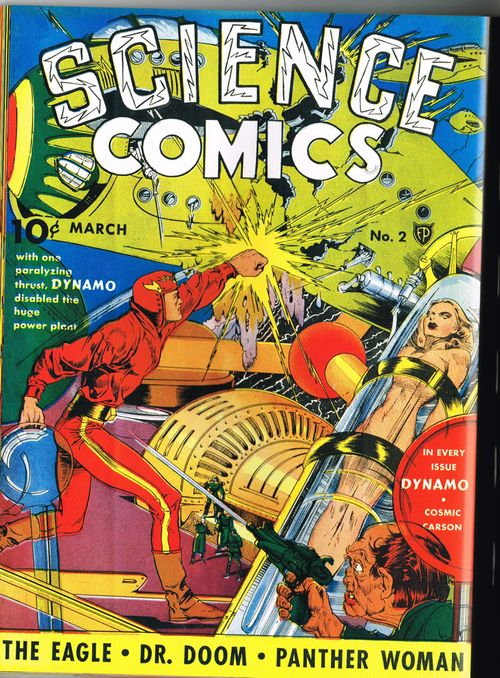 SCIENCE
COMICS
10¢ MARCH
No. 2 FP
with one
paralyzing
thrust, DYNAMO
disabled the
huge
power plant
IN EVERY
ISSUE
DYNAMO
•
COSMIC
CARSON
THE EAGLE • DR. DOOM • PANTHER WOMAN